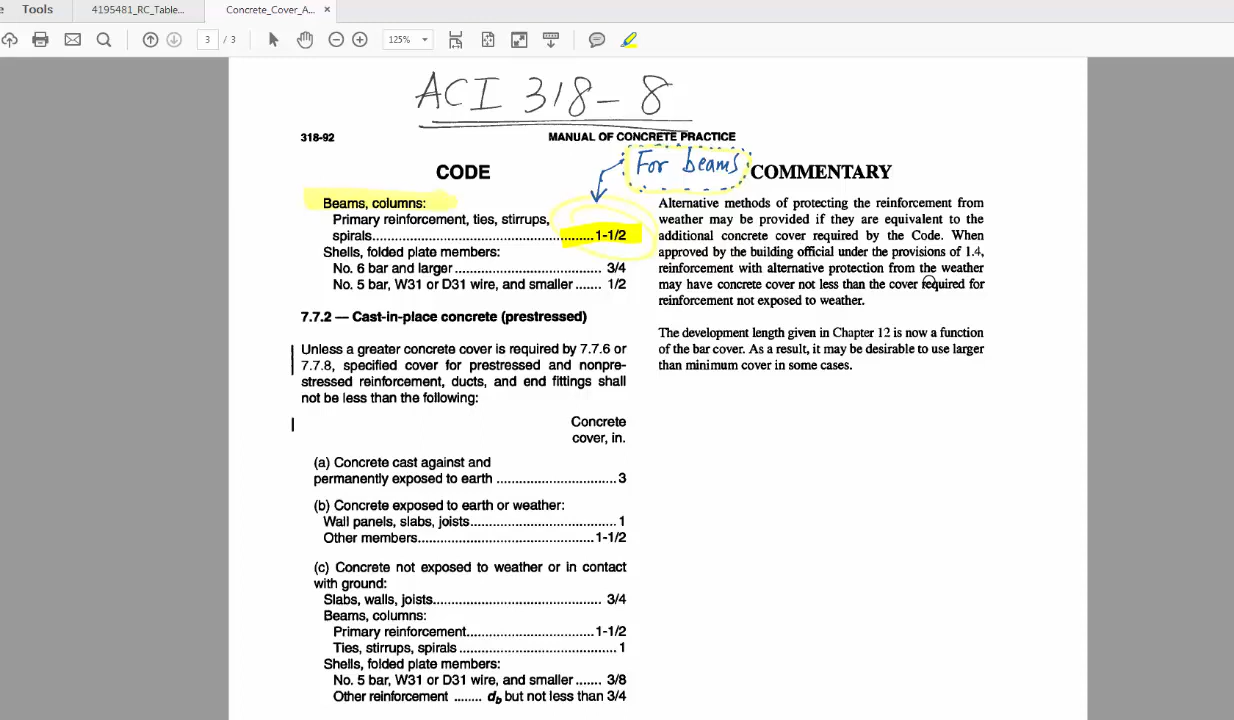 Tools
4195481_RC_Table...
Concrete_Cover_A... ×
3 / 3
125%
ACI 318-8
318-92
MANUAL OF CONCRETE PRACTICE
For beams
CODE
Beams, columns:
Primary reinforcement, ties, stirrups,
spirals............................................................1-1/2
Shells, folded plate members:
No. 6 bar and larger ........................................ 3/4
No. 5 bar, W31 or D31 wire, and smaller ....... 1/2
7.7.2 — Cast-in-place concrete (prestressed)
Unless a greater concrete cover is required by 7.7.6 or
7.7.8, specified cover for prestressed and nonpre-
stressed reinforcement, ducts, and end fittings shall
not be less than the following:
Concrete
cover, in.
(a) Concrete cast against and
permanently exposed to earth ................................ 3
(b) Concrete exposed to earth or weather:
Wall panels, slabs, joists....................................... 1
Other members...............................................1-1/2
(c) Concrete not exposed to weather or in contact
with ground:
Slabs, walls, joists............................................. 3/4
Beams, columns:
Primary reinforcement..................................1-1/2
Ties, stirrups, spirals .......................................... 1
Shells, folded plate members:
No. 5 bar, W31 or D31 wire, and smaller ....... 3/8
Other reinforcement ........ db but not less than 3/4
COMMENTARY
Alternative methods of protecting the reinforcement from
weather may be provided if they are equivalent to the
additional concrete cover required by the Code. When
approved by the building official under the provisions of 1.4,
reinforcement with alternative protection from the weather
may have concrete cover not less than the cover required for
reinforcement not exposed to weather.
The development length given in Chapter 12 is now a function
of the bar cover. As a result, it may be desirable to use larger
than minimum cover in some cases.